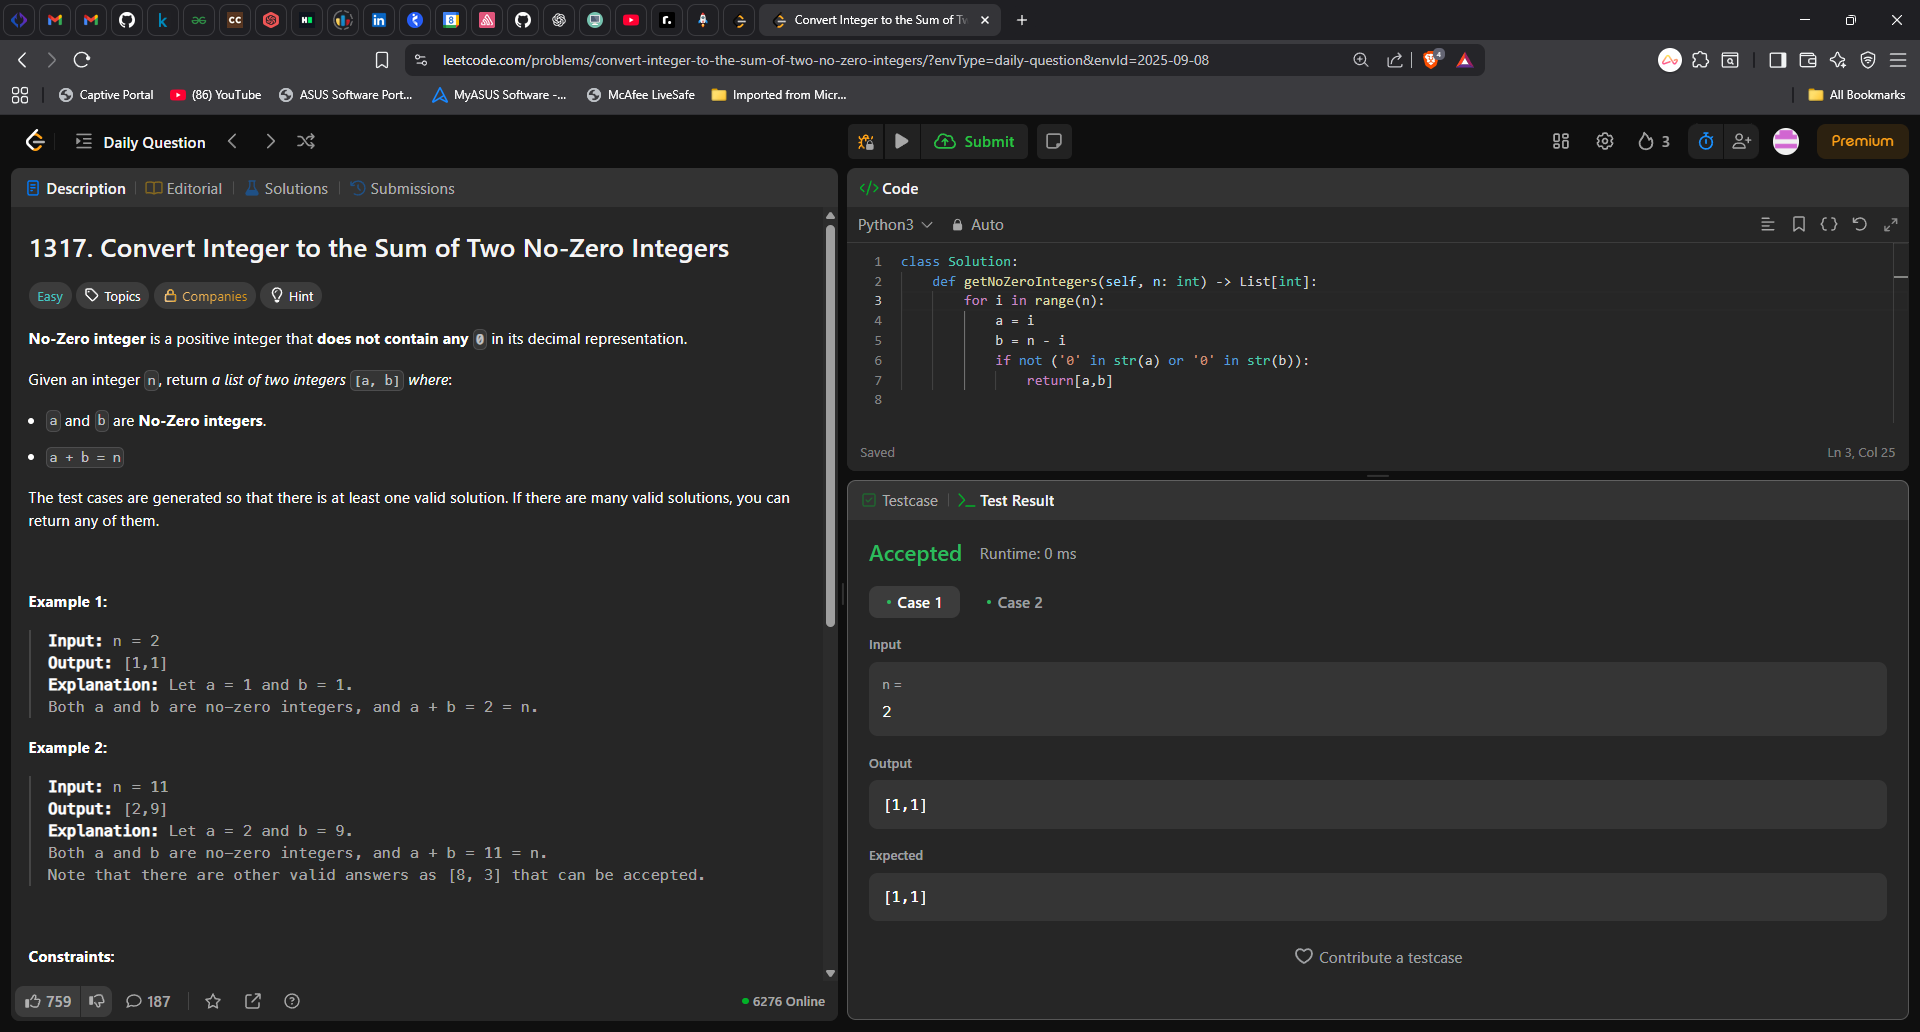 CC
H
in
8
r.
Convert Integer to the Sum of Tw
leetcode.com/problems/convert-integer-to-the-sum-of-two-no-zero-integers/?envType=daily-question&envId=2025-09-08
4
Captive Portal
(86) YouTube
ASUS Software Port...
MyASUS Software -...
McAfee LiveSafe
Imported from Micr...
All Bookmarks
Daily Question
Submit
3
Premium
Description
Editorial
Solutions
Submissions
1317. Convert Integer to the Sum of Two No-Zero Integers
Easy
Topics
Companies
Hint
No-Zero integer is a positive integer that does not contain any 0 in its decimal representation.
Given an integer n, return a list of two integers [a, b] where:
• a and b are No-Zero integers.
• a + b = n
The test cases are generated so that there is at least one valid solution. If there are many valid solutions, you can
return any of them.
Example 1:
Input: n = 2
Output: [1,1]
Explanation: Let a = 1 and b = 1.
Both a and b are no-zero integers, and a + b = 2 = n.
Example 2:
Input: n = 11
Output: [2,9]
Explanation: Let a = 2 and b = 9.
Both a and b are no-zero integers, and a + b = 11 = n.
Note that there are other valid answers as [8, 3] that can be accepted.
Constraints:
759
187
6276 Online
</> Code
Python3
Auto
1 class Solution:
2     def getNoZeroIntegers(self, n: int) -> List[int]:
3         for i in range(n):
4             a = i
5             b = n - i
6             if not ('0' in str(a) or '0' in str(b)):
7                 return[a,b]
8
Saved
Ln 3, Col 25
Testcase
Test Result
Accepted
Runtime: 0 ms
Case 1
Case 2
Input
n =
2
Output
[1,1]
Expected
[1,1]
Contribute a testcase